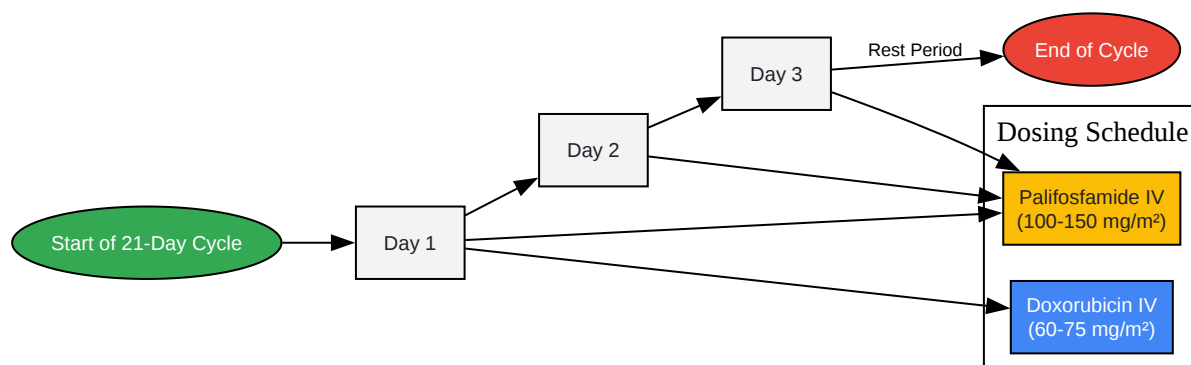 Day 3
Rest Period
End of Cycle
Dosing Schedule
Day 2
Palifosfamide IV
(100-150 mg/m²)
Start of 21-Day Cycle
Day 1
Doxorubicin IV
(60-75 mg/m²)